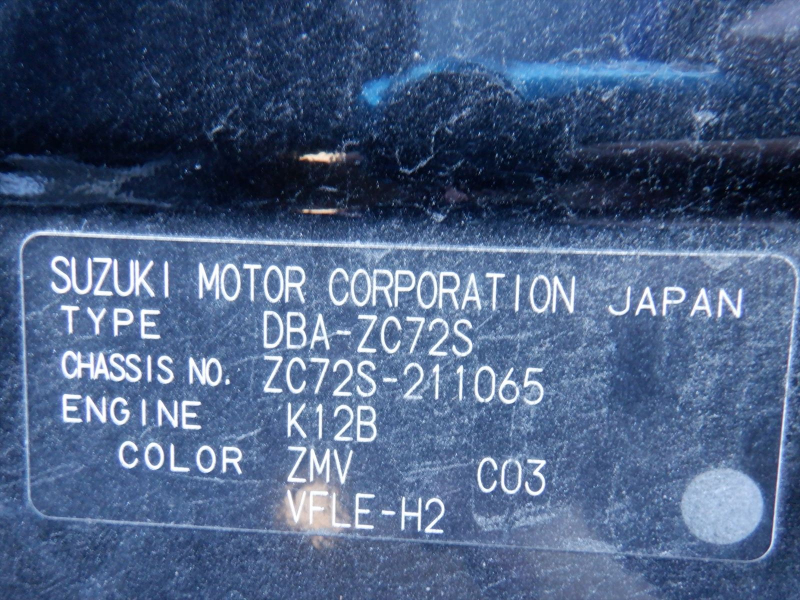 SUZUKI MOTOR CORPORATION JAPAN
TYPE DBA-ZC72S
CHASSIS NO. ZC72S-211065
ENGINE K12B
COLOR ZMV C03
VFLE-H2